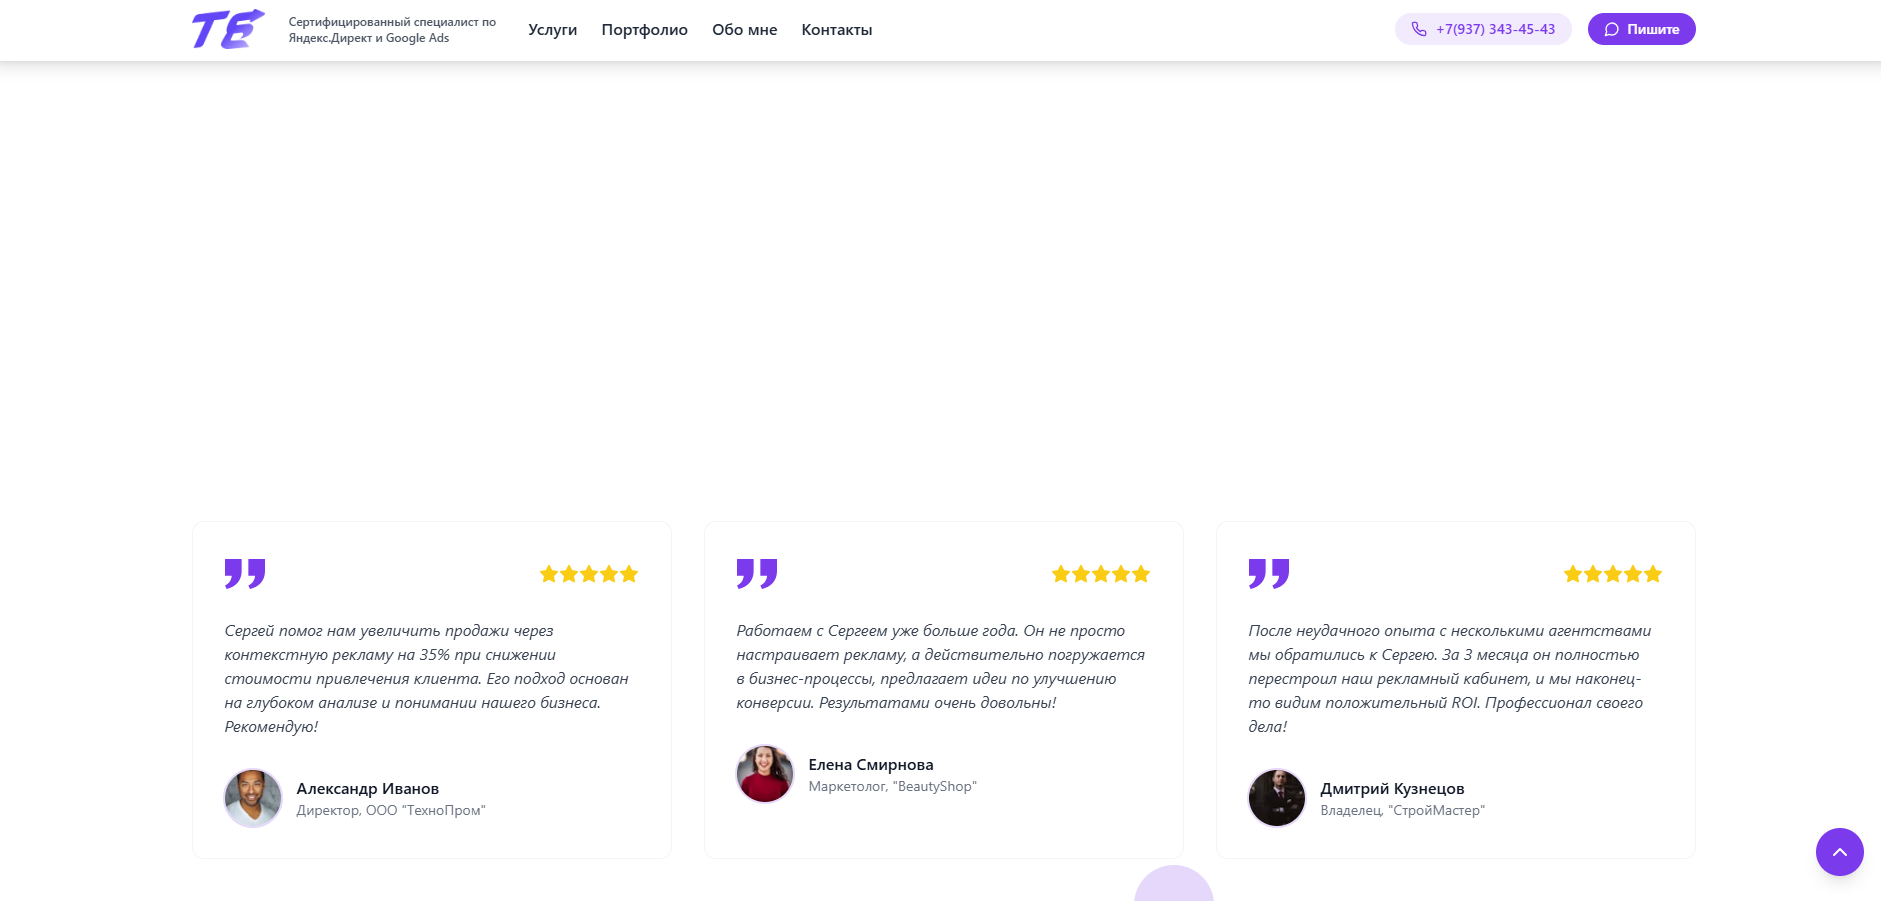 TE
Сертифицированный специалист по
Яндекс.Директ и Google Ads
Услуги
Портфолио
Обо мне
Контакты
+7(937) 343-45-43
Пишите
Сергей помог нам увеличить продажи через
контекстную рекламу на 35% при снижении
стоимости привлечения клиента. Его подход основан
на глубоком анализе и понимании нашего бизнеса.
Рекомендую!
Александр Иванов
Директор, ООО "ТехноПром"
Работаем с Сергеем уже больше года. Он не просто
настраивает рекламу, а действительно погружается
в бизнес-процессы, предлагает идеи по улучшению
конверсии. Результатами очень довольны!
Елена Смирнова
Маркетолог, "BeautyShop"
После неудачного опыта с несколькими агентствами
мы обратились к Сергею. За 3 месяца он полностью
перестроил наш рекламный кабинет, и мы наконец-
то видим положительный ROI. Профессионал своего
дела!
Дмитрий Кузнецов
Владелец, "СтройМастер"